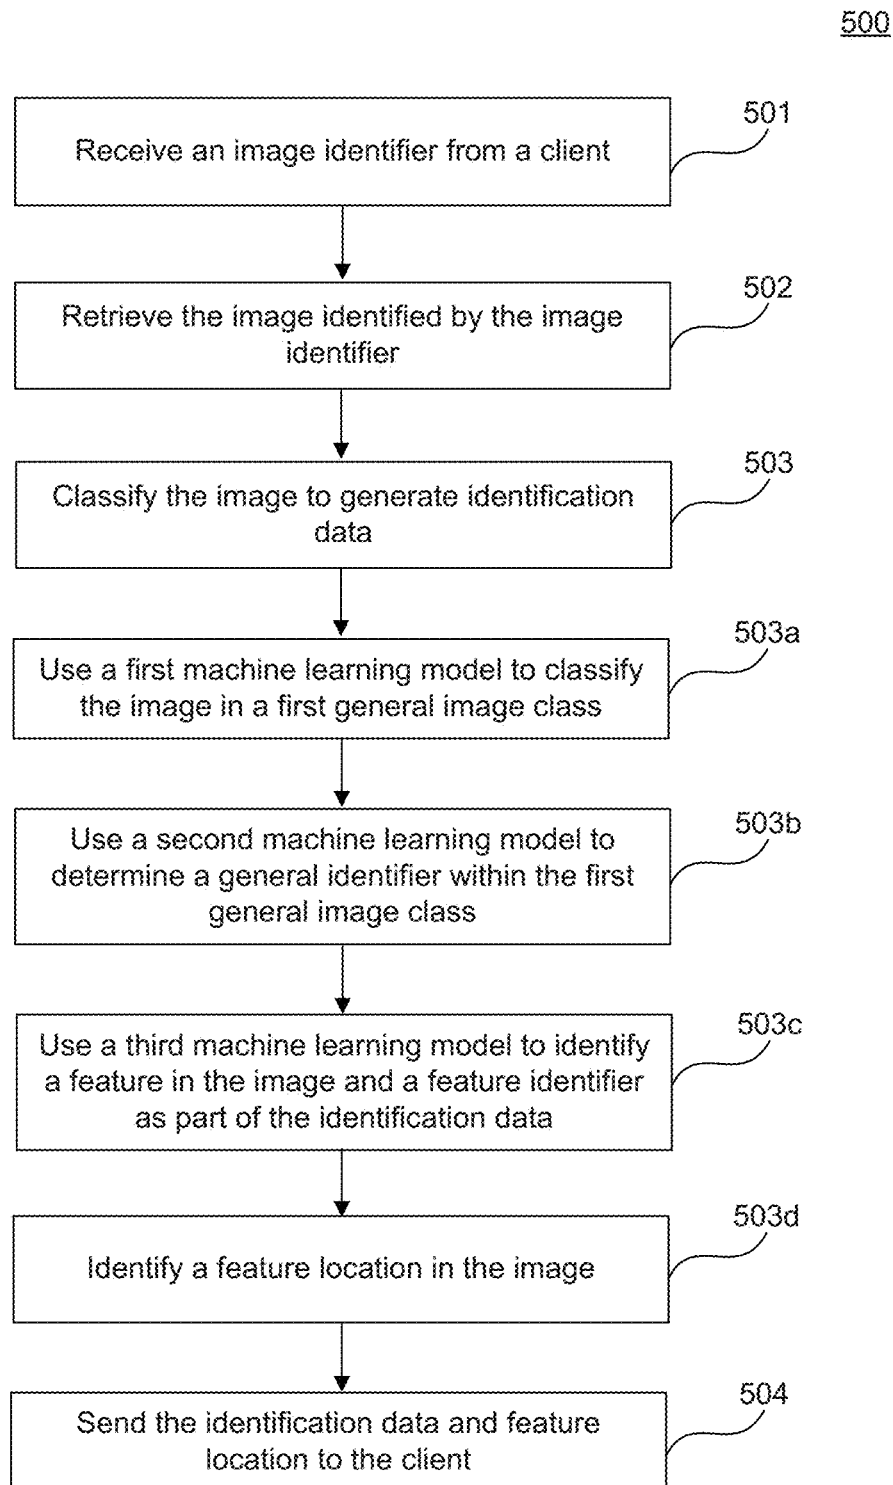 500
501
Receive an image identifier from a client
502
Retrieve the image identified by the image
identifier
503
Classify the image to generate identification
data
503a
Use a first machine learning model to classify
the image in a first general image class
503b
Use a second machine learning model to
determine a general identifier within the first
general image class
503c
Use a third machine learning model to identify
a feature in the image and a feature identifier
as part of the identification data
503d
Identify a feature location in the image
504
Send the identification data and feature
location to the client